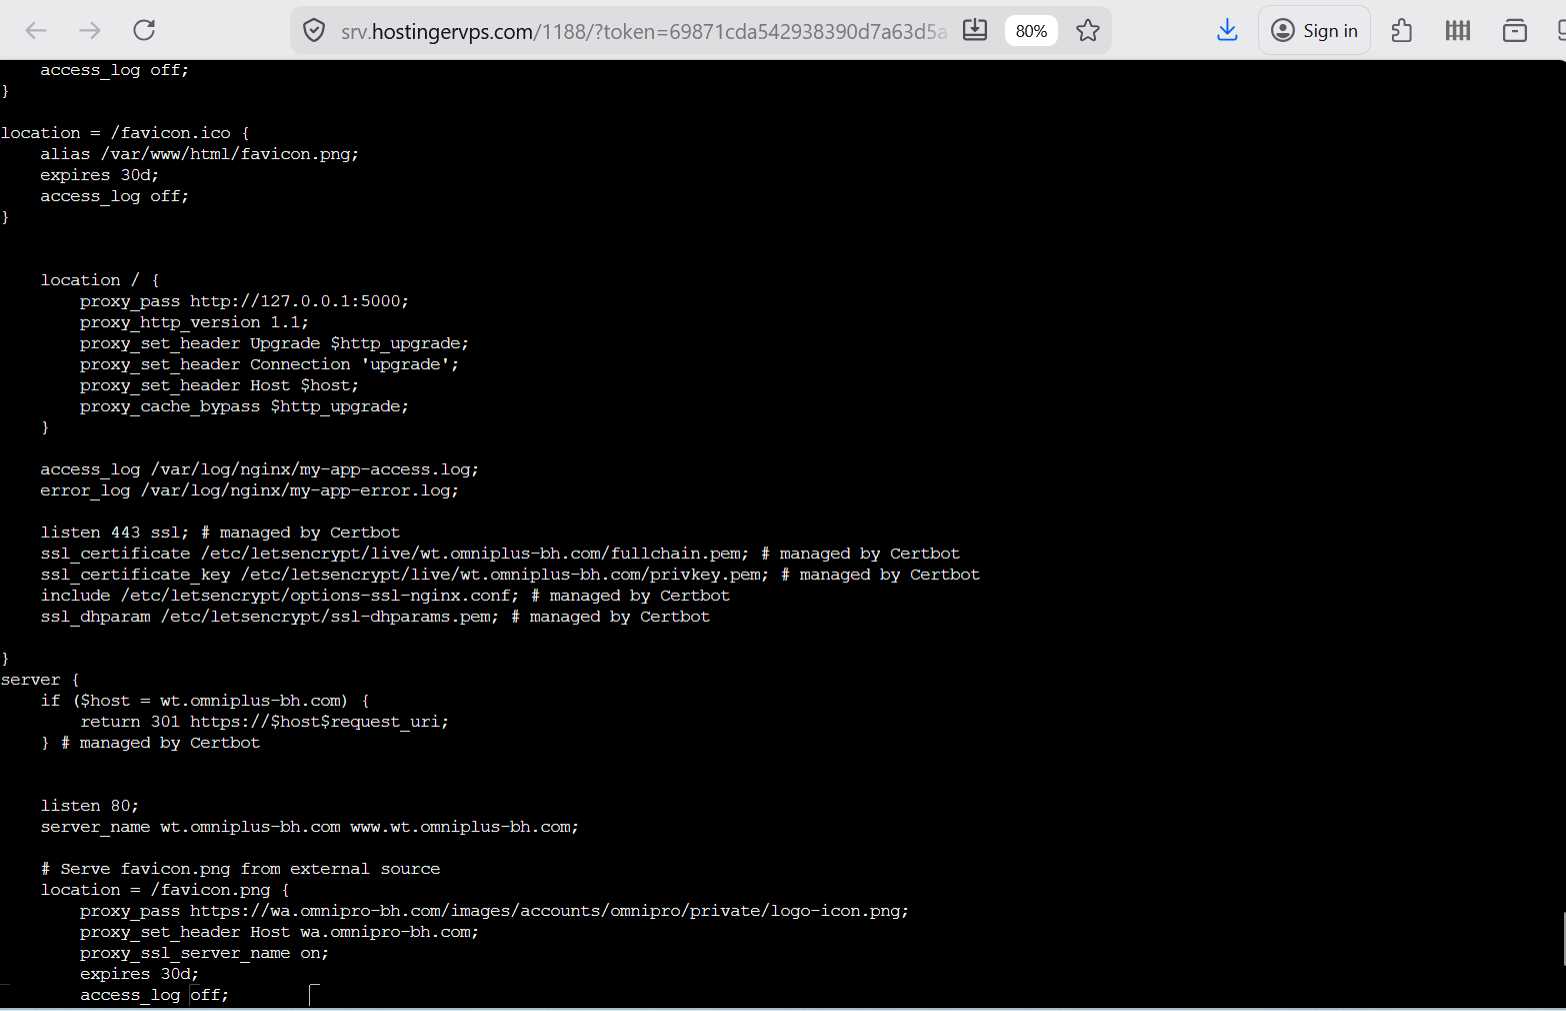 srv.hostingervps.com/1188/?token=69871cda542938390d7a63d5a
80%
Sign in
access_log off;
}
location = /favicon.ico {
alias /var/www/html/favicon.png;
expires 30d;
access_log off;
}
location / {
proxy_pass http://127.0.0.1:5000;
proxy_http_version 1.1;
proxy_set_header Upgrade $http_upgrade;
proxy_set_header Connection 'upgrade';
proxy_set_header Host $host;
proxy_cache_bypass $http_upgrade;
}
access_log /var/log/nginx/my-app-access.log;
error_log /var/log/nginx/my-app-error.log;
listen 443 ssl; # managed by Certbot
ssl_certificate /etc/letsencrypt/live/wt.omniplus-bh.com/fullchain.pem; # managed by Certbot
ssl_certificate_key /etc/letsencrypt/live/wt.omniplus-bh.com/privkey.pem; # managed by Certbot
include /etc/letsencrypt/options-ssl-nginx.conf; # managed by Certbot
ssl_dhparam /etc/letsencrypt/ssl-dhparams.pem; # managed by Certbot
}
server {
if ($host = wt.omniplus-bh.com) {
return 301 https://$host$request_uri;
} # managed by Certbot
listen 80;
server_name wt.omniplus-bh.com www.wt.omniplus-bh.com;
# Serve favicon.png from external source
location = /favicon.png {
proxy_pass https://wa.omnipro-bh.com/images/accounts/omnipro/private/logo-icon.png;
proxy_set_header Host wa.omnipro-bh.com;
proxy_ssl_server_name on;
expires 30d;
access_log off;